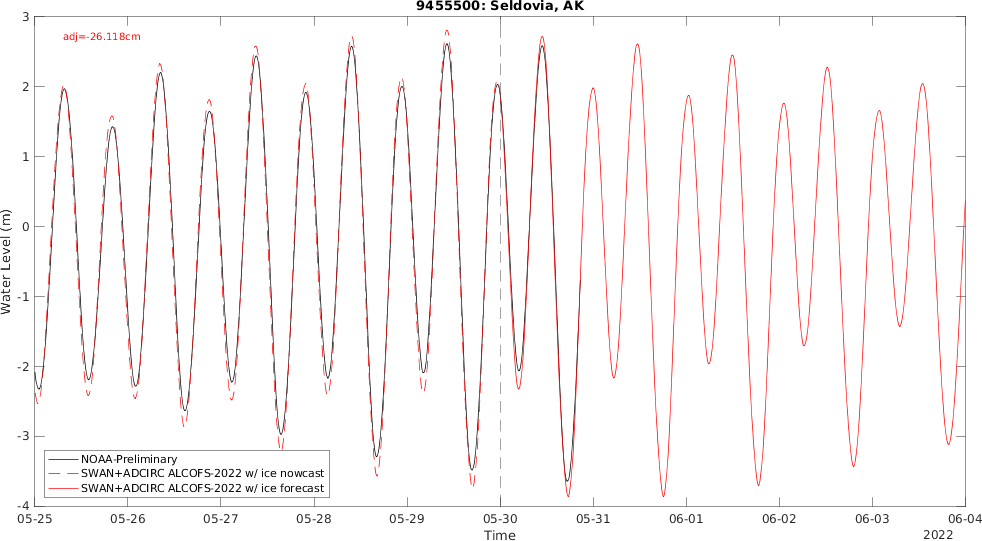 9455500: Seldovia, AK
adj=-26.118cm
3
2
1
0
-1
-2
-3
-4
Water Level (m)
NOAA-Preliminary
SWAN+ADCIRC ALCOFS-2022 w/ ice nowcast
SWAN+ADCIRC ALCOFS-2022 w/ ice forecast
05-25 05-26 05-27 05-28 05-29 05-30 05-31 06-01 06-02 06-03 06-04
Time
2022